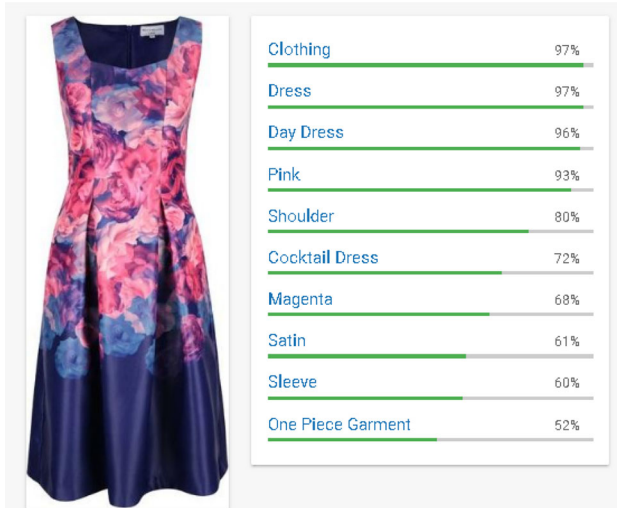 Clothing 97%
Dress 97%
Day Dress 96%
Pink 93%
Shoulder 80%
Cocktail Dress 72%
Magenta 68%
Satin 61%
Sleeve 60%
One Piece Garment 52%